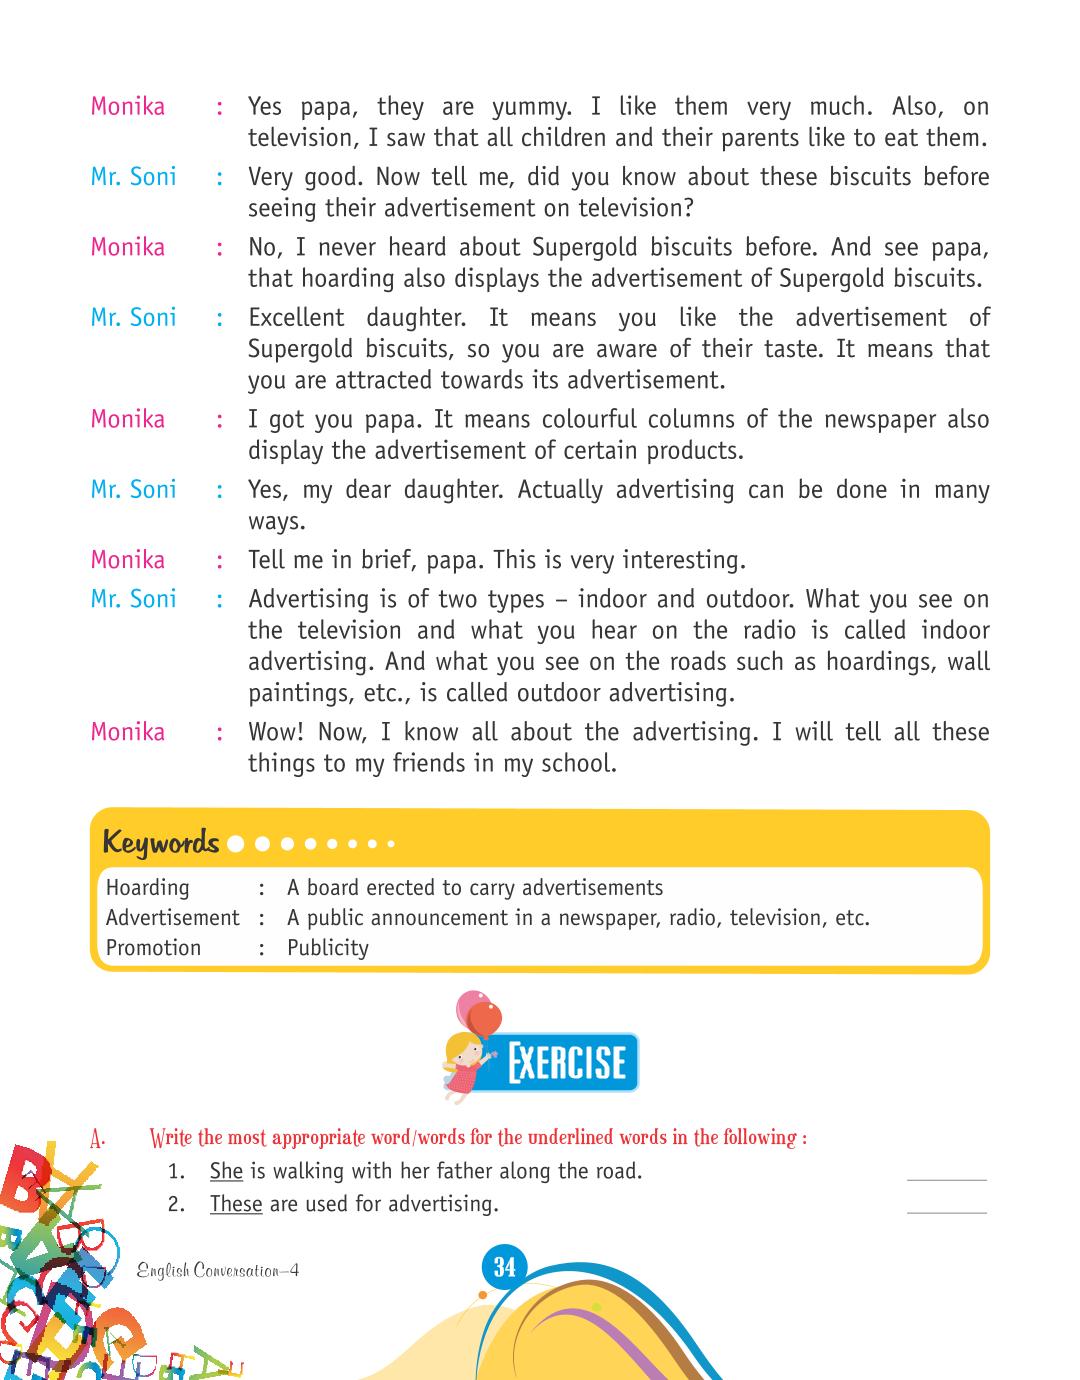 Monika : Yes papa, they are yummy. I like them very much. Also, on
television, I saw that all children and their parents like to eat them.
Mr. Soni : Very good. Now tell me, did you know about these biscuits before
seeing their advertisement on television?
Monika : No, I never heard about Supergold biscuits before. And see papa,
that hoarding also displays the advertisement of Supergold biscuits.
Mr. Soni : Excellent daughter. It means you like the advertisement of
Supergold biscuits, so you are aware of their taste. It means that
you are attracted towards its advertisement.
Monika : I got you papa. It means colourful columns of the newspaper also
display the advertisement of certain products.
Mr. Soni : Yes, my dear daughter. Actually advertising can be done in many
ways.
Monika : Tell me in brief, papa. This is very interesting.
Mr. Soni : Advertising is of two types – indoor and outdoor. What you see on
the television and what you hear on the radio is called indoor
advertising. And what you see on the roads such as hoardings, wall
paintings, etc., is called outdoor advertising.
Monika : Wow! Now, I know all about the advertising. I will tell all these
things to my friends in my school.
Keywords
Hoarding : A board erected to carry advertisements
Advertisement : A public announcement in a newspaper, radio, television, etc.
Promotion : Publicity
EXERCISE
A. Write the most appropriate word/words for the underlined words in the following :
1. She is walking with her father along the road.
2. These are used for advertising.
English Conversation–4
34